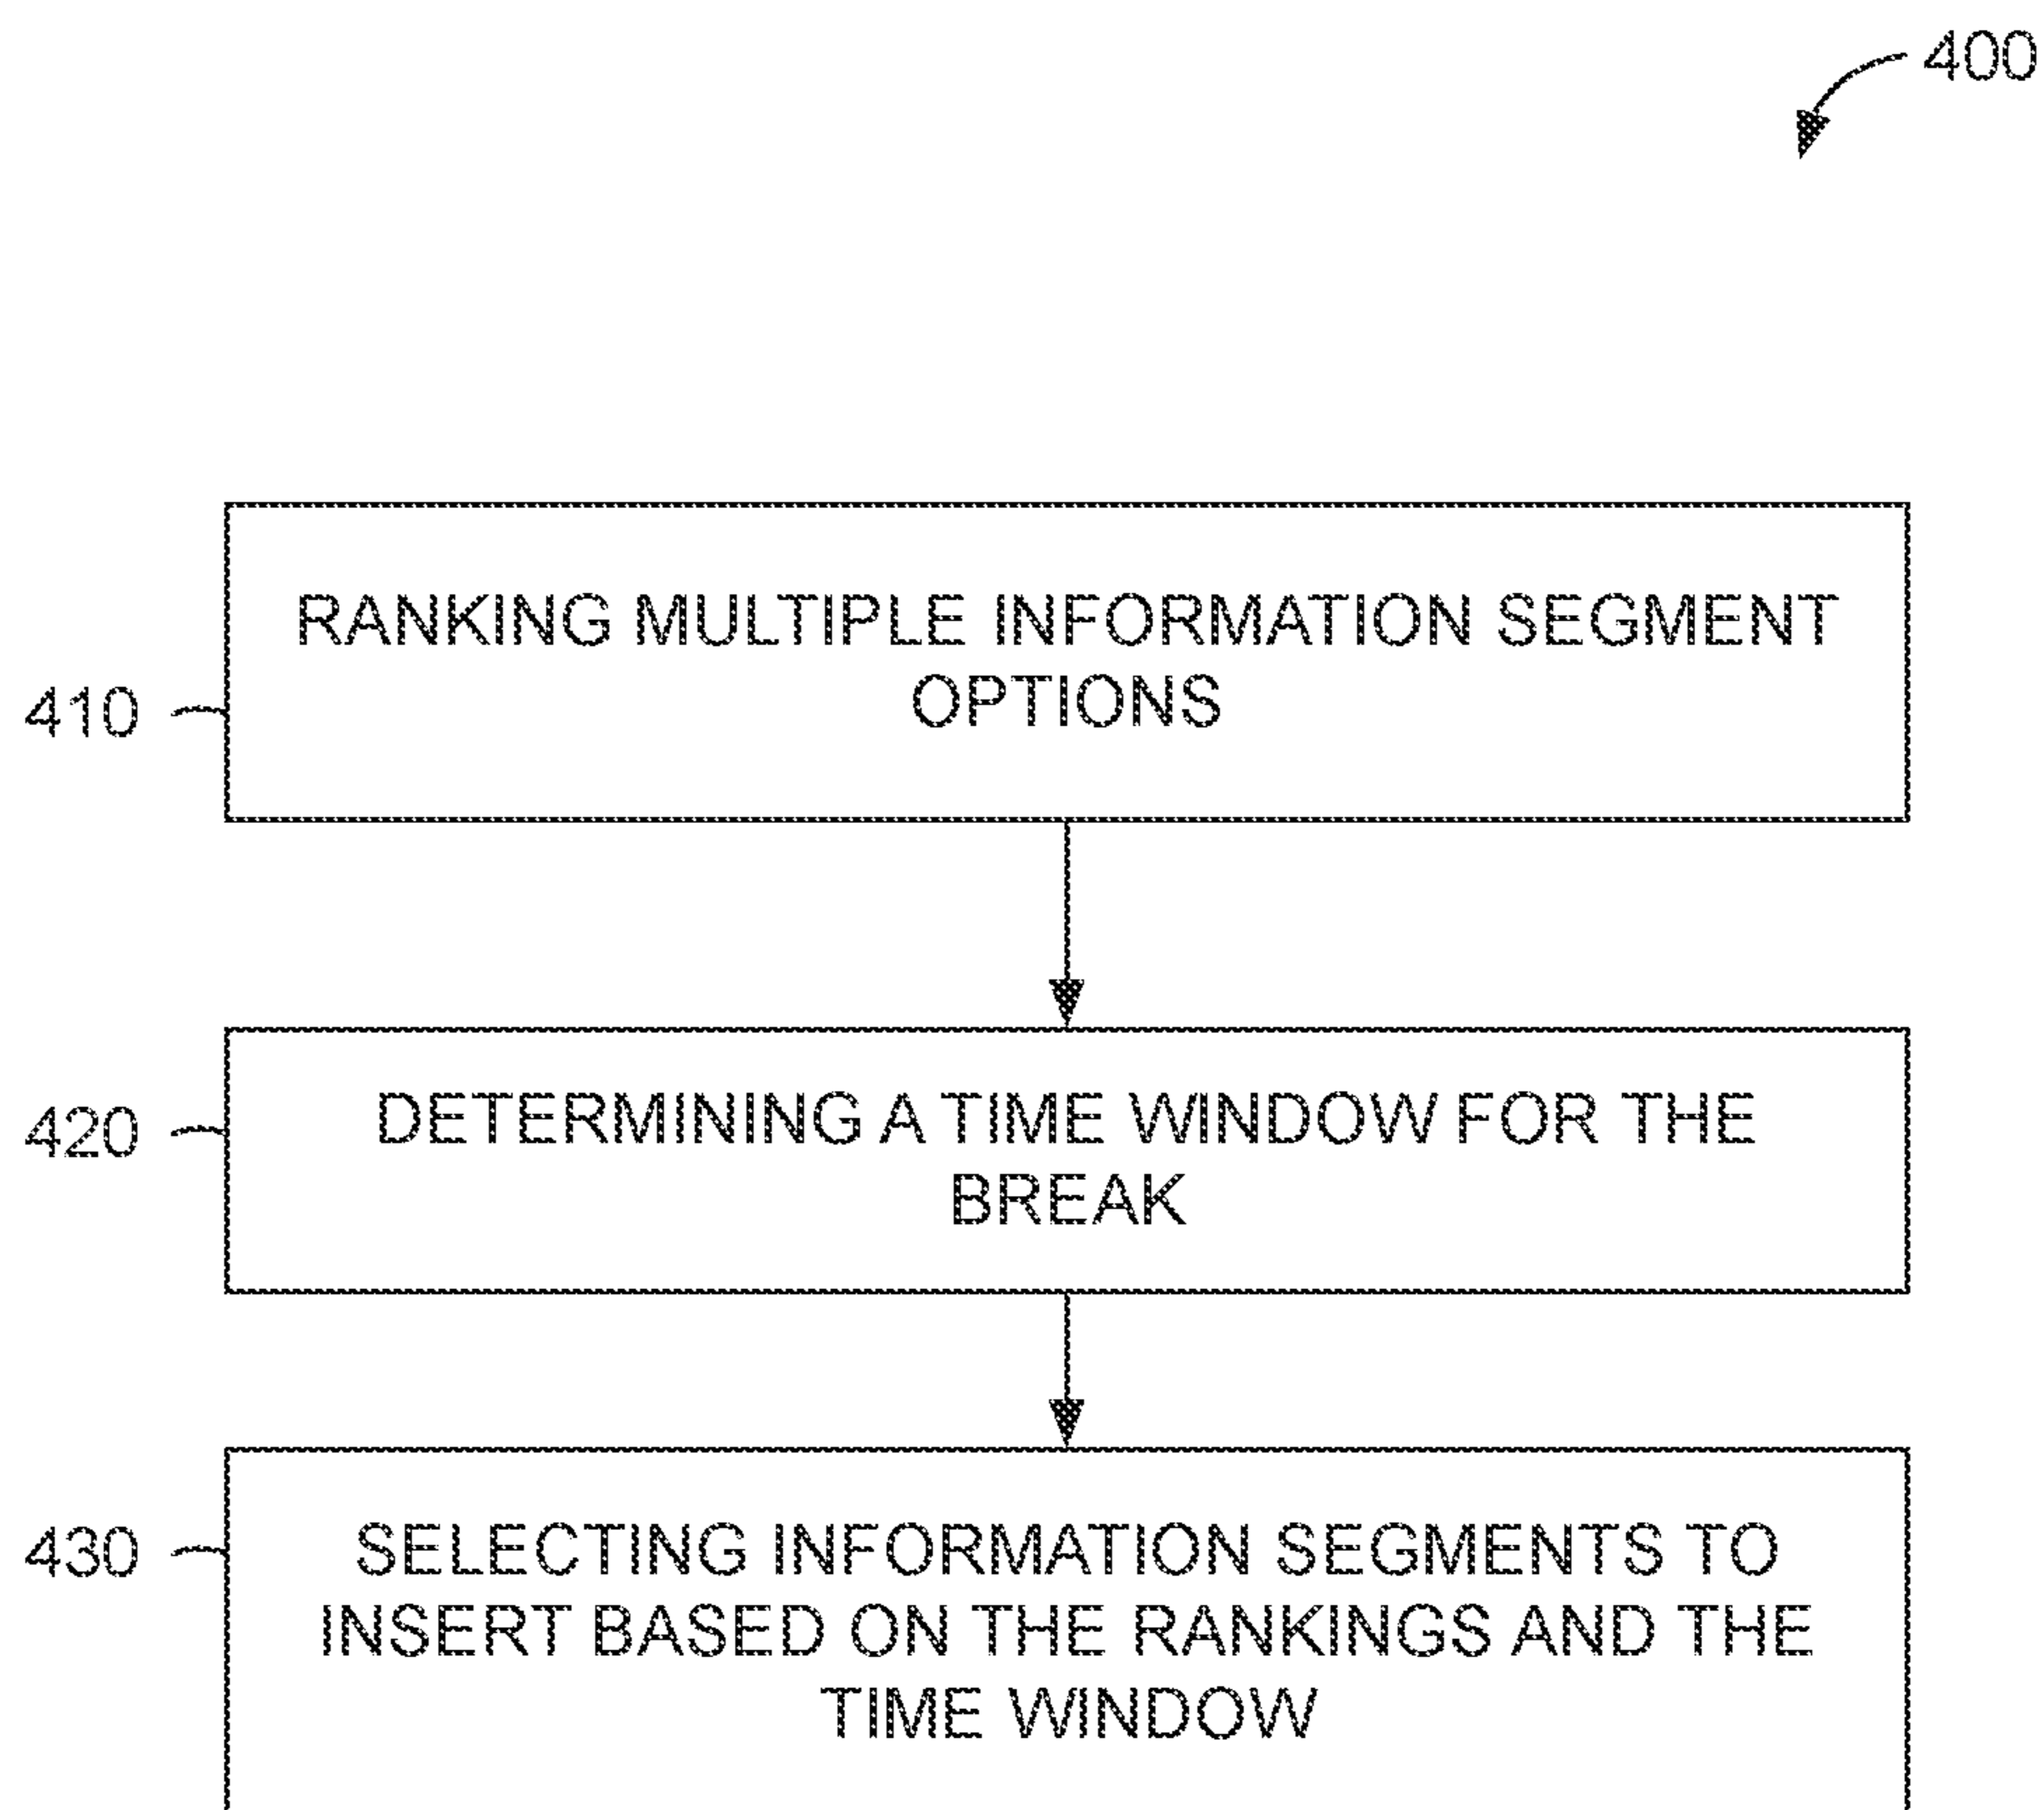 400
RANKING MULTIPLE INFORMATION SEGMENT
OPTIONS
410
DETERMINING A TIME WINDOW FOR THE
BREAK
420
SELECTING INFORMATION SEGMENTS TO
INSERT BASED ON THE RANKINGS AND THE
TIME WINDOW
430